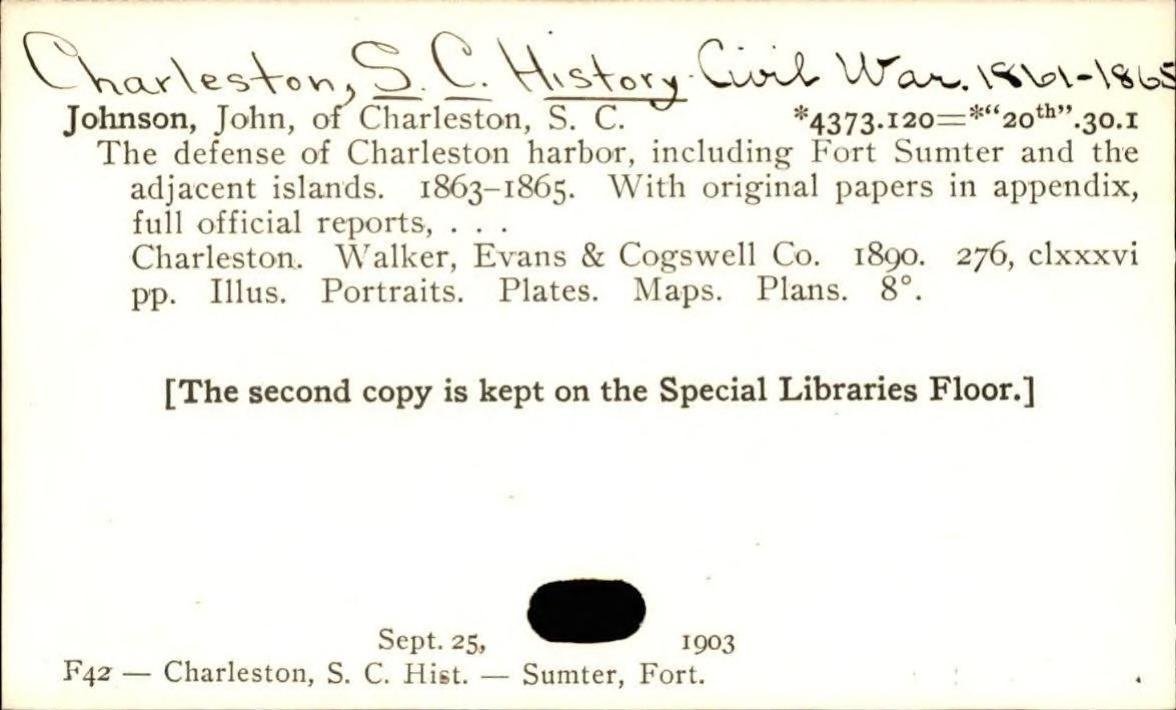 Charleston, S. C. History. Civil War. 1861-1865
Johnson, John, of Charleston, S. C. *4373.120=*"20th".30.1
The defense of Charleston harbor, including Fort Sumter and the
adjacent islands. 1863–1865. With original papers in appendix,
full official reports, . . .
Charleston. Walker, Evans & Cogswell Co. 1890. 276, clxxxvi
pp. Illus. Portraits. Plates. Maps. Plans. 8°.
[The second copy is kept on the Special Libraries Floor.]
Sept. 25, 1903
F42 — Charleston, S. C. Hist. — Sumter, Fort.